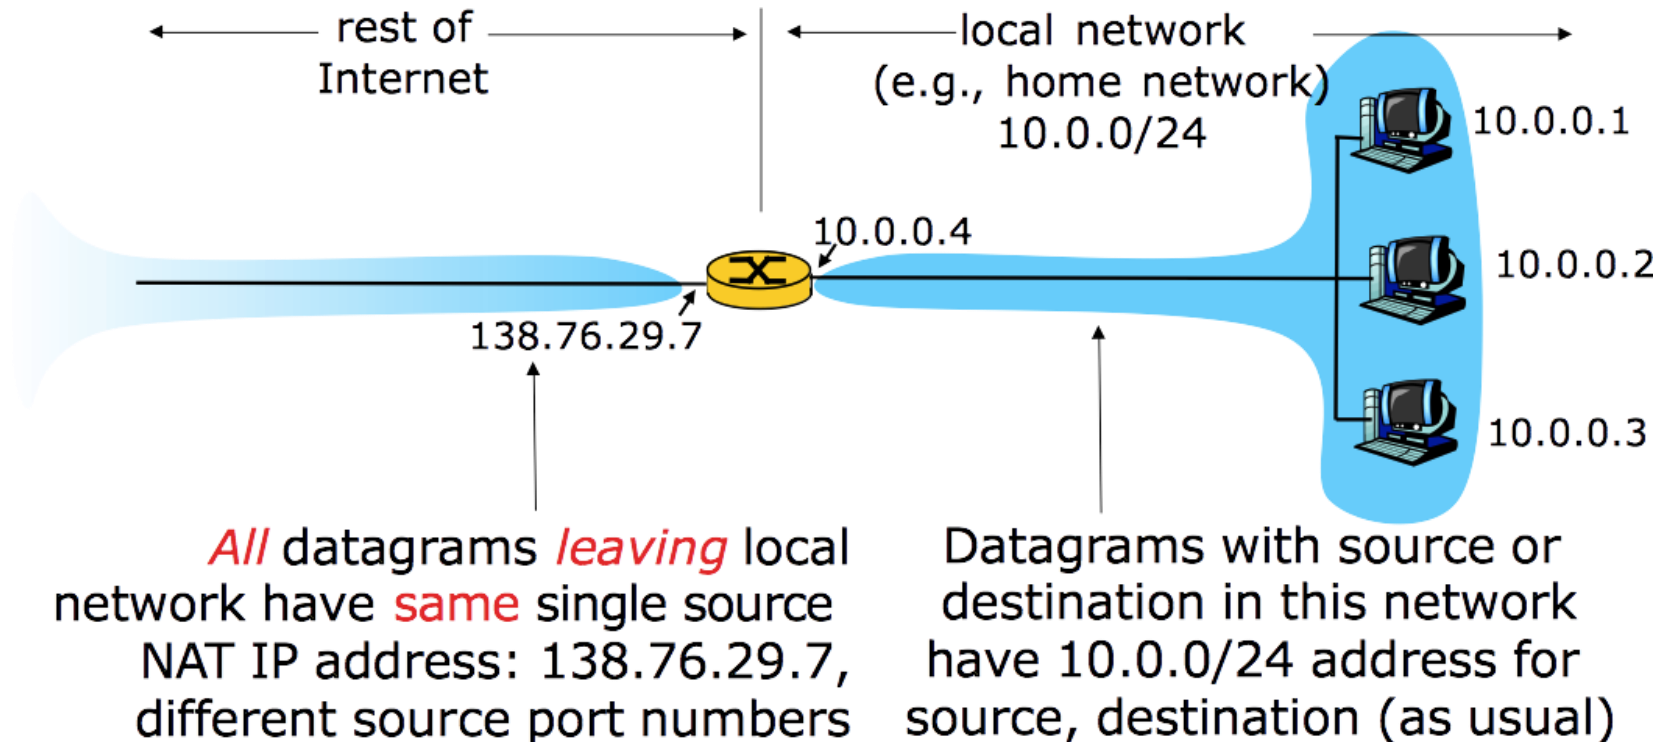 rest of
Internet
local network
(e.g., home network)
10.0.0/24
10.0.0.1
10.0.0.4
10.0.0.2
138.76.29.7
10.0.0.3
All datagrams leaving local
network have same single source
NAT IP address: 138.76.29.7,
different source port numbers
Datagrams with source or
destination in this network
have 10.0.0/24 address for
source, destination (as usual)